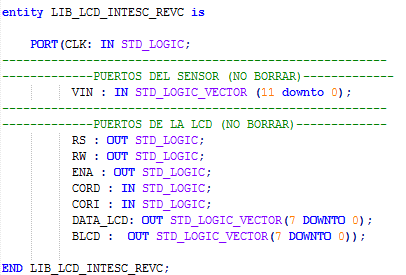 entity LIB_LCD_INTESC_REVC is
PORT(CLK: IN STD_LOGIC;
------------------------------------------------------
-------------PUERTOS DEL SENSOR (NO BORRAR)-------------
VIN : IN STD_LOGIC_VECTOR (11 downto 0);
------------------------------------------------------
-------------PUERTOS DE LA LCD (NO BORRAR)-------------
RS : OUT STD_LOGIC;
RW : OUT STD_LOGIC;
ENA : OUT STD_LOGIC;
CORD : IN STD_LOGIC;
CORI : IN STD_LOGIC;
DATA_LCD: OUT STD_LOGIC_VECTOR(7 DOWNTO 0);
BLCD : OUT STD_LOGIC_VECTOR(7 DOWNTO 0));
END LIB_LCD_INTESC_REVC;